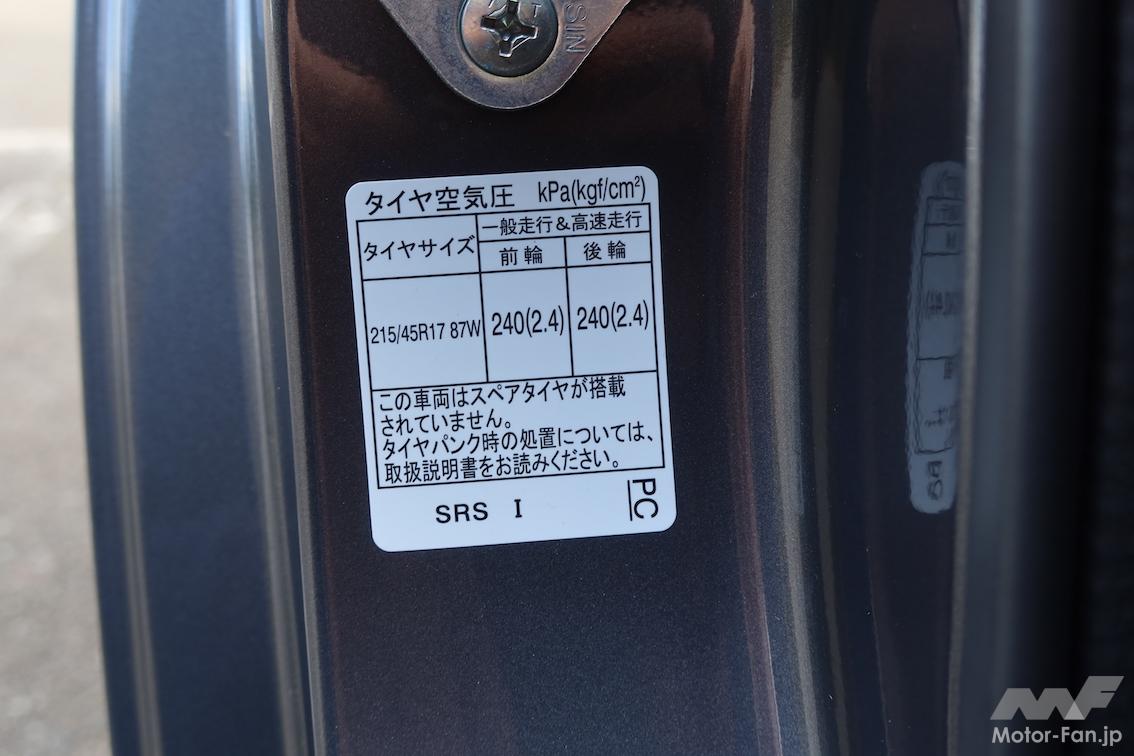 SIN
タイヤ空気圧 kPa(kgf/cm²)
タイヤサイズ 一般走行&高速走行
前輪 後輪
215/45R17 87W 240(2.4) 240(2.4)
この車両はスペアタイヤが搭載
されていません。
タイヤパンク時の処置については、
取扱説明書をお読みください。
SRS I PC
MF
Motor-Fan.jp